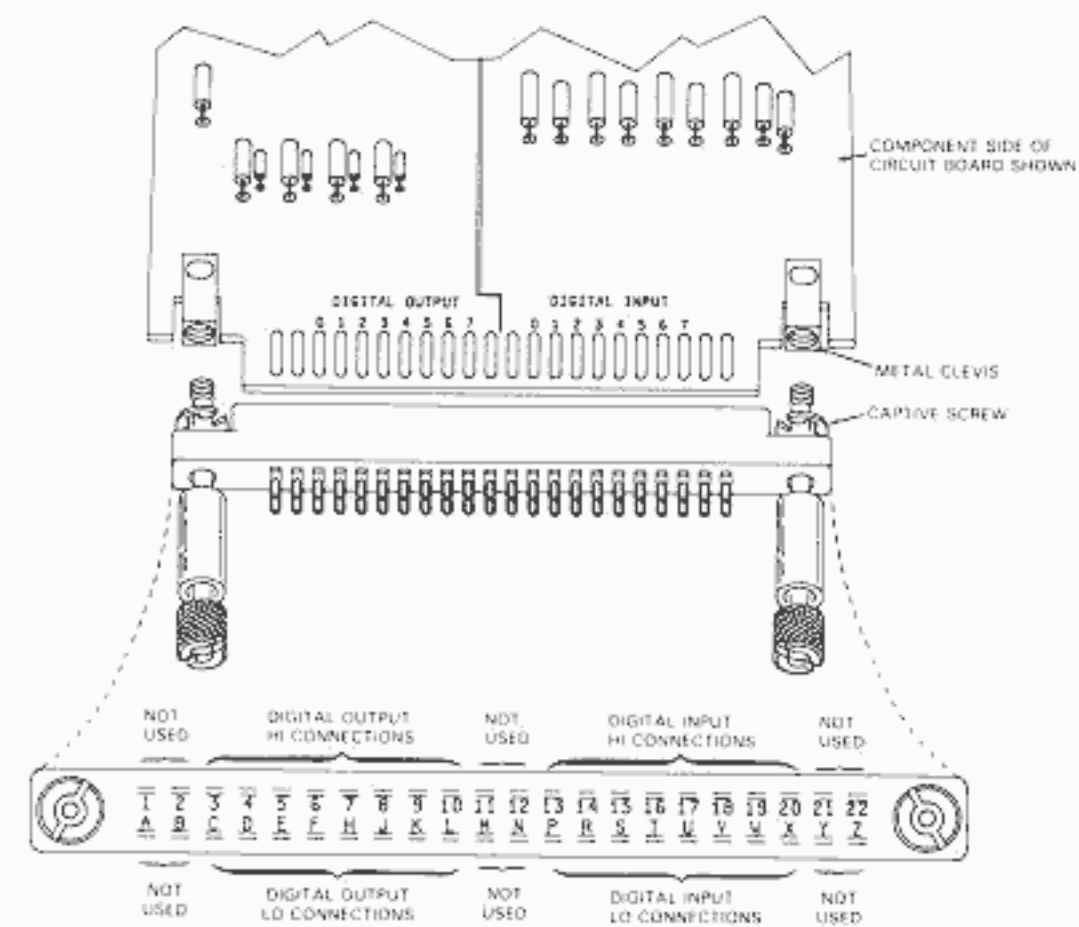 COMPONENT SIDE OF
CIRCUIT BOARD SHOWN
DIGITAL OUTPUT
DIGITAL INPUT
0 1 2 3 4 5 6 7
0 1 2 3 4 5 6 7
METAL CLEVIS
CAPTIVE SCREW
NOT
USED
DIGITAL OUTPUT
HI CONNECTIONS
NOT
USED
DIGITAL INPUT
HI CONNECTIONS
NOT
USED
1 2 3 4 5 6 7 8 9 10 11 12 13 14 15 16 17 18 19 20 21 22
A B C D E F H J K L M N P R S T U V W X Y Z
NOT
USED
DIGITAL OUTPUT
LO CONNECTIONS
NOT
USED
DIGITAL INPUT
LO CONNECTIONS
NOT
USED